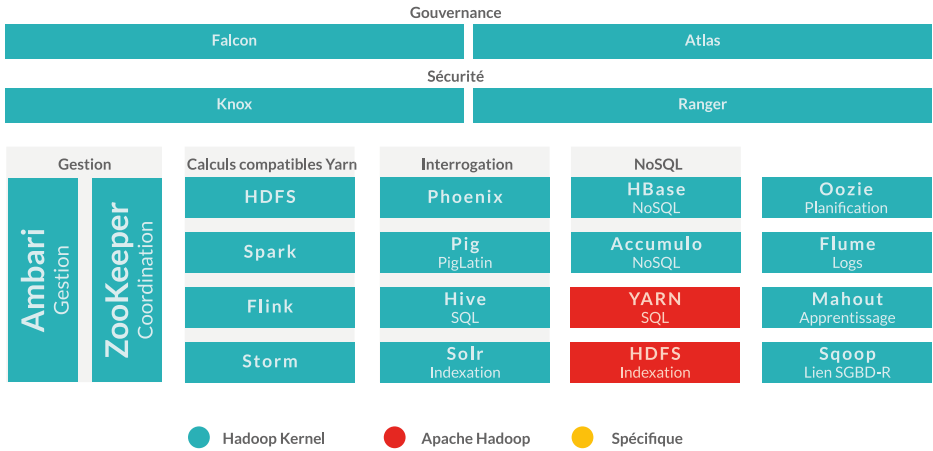 Gouvernance
Falcon
Atlas
Sécurité
Knox
Ranger
Gestion
Ambari
Gestion
ZooKeeper
Coordination
Calculs compatibles Yarn
HDFS
Spark
Flink
Storm
Interrogation
Phoenix
Pig
PigLatin
Hive
SQL
Solr
Indexation
NoSQL
HBase
NoSQL
Accumulo
NoSQL
YARN
SQL
HDFS
Indexation
Oozie
Planification
Flume
Logs
Mahout
Apprentissage
Sqoop
Lien SGBD-R
Hadoop Kernel
Apache Hadoop
Spécifique